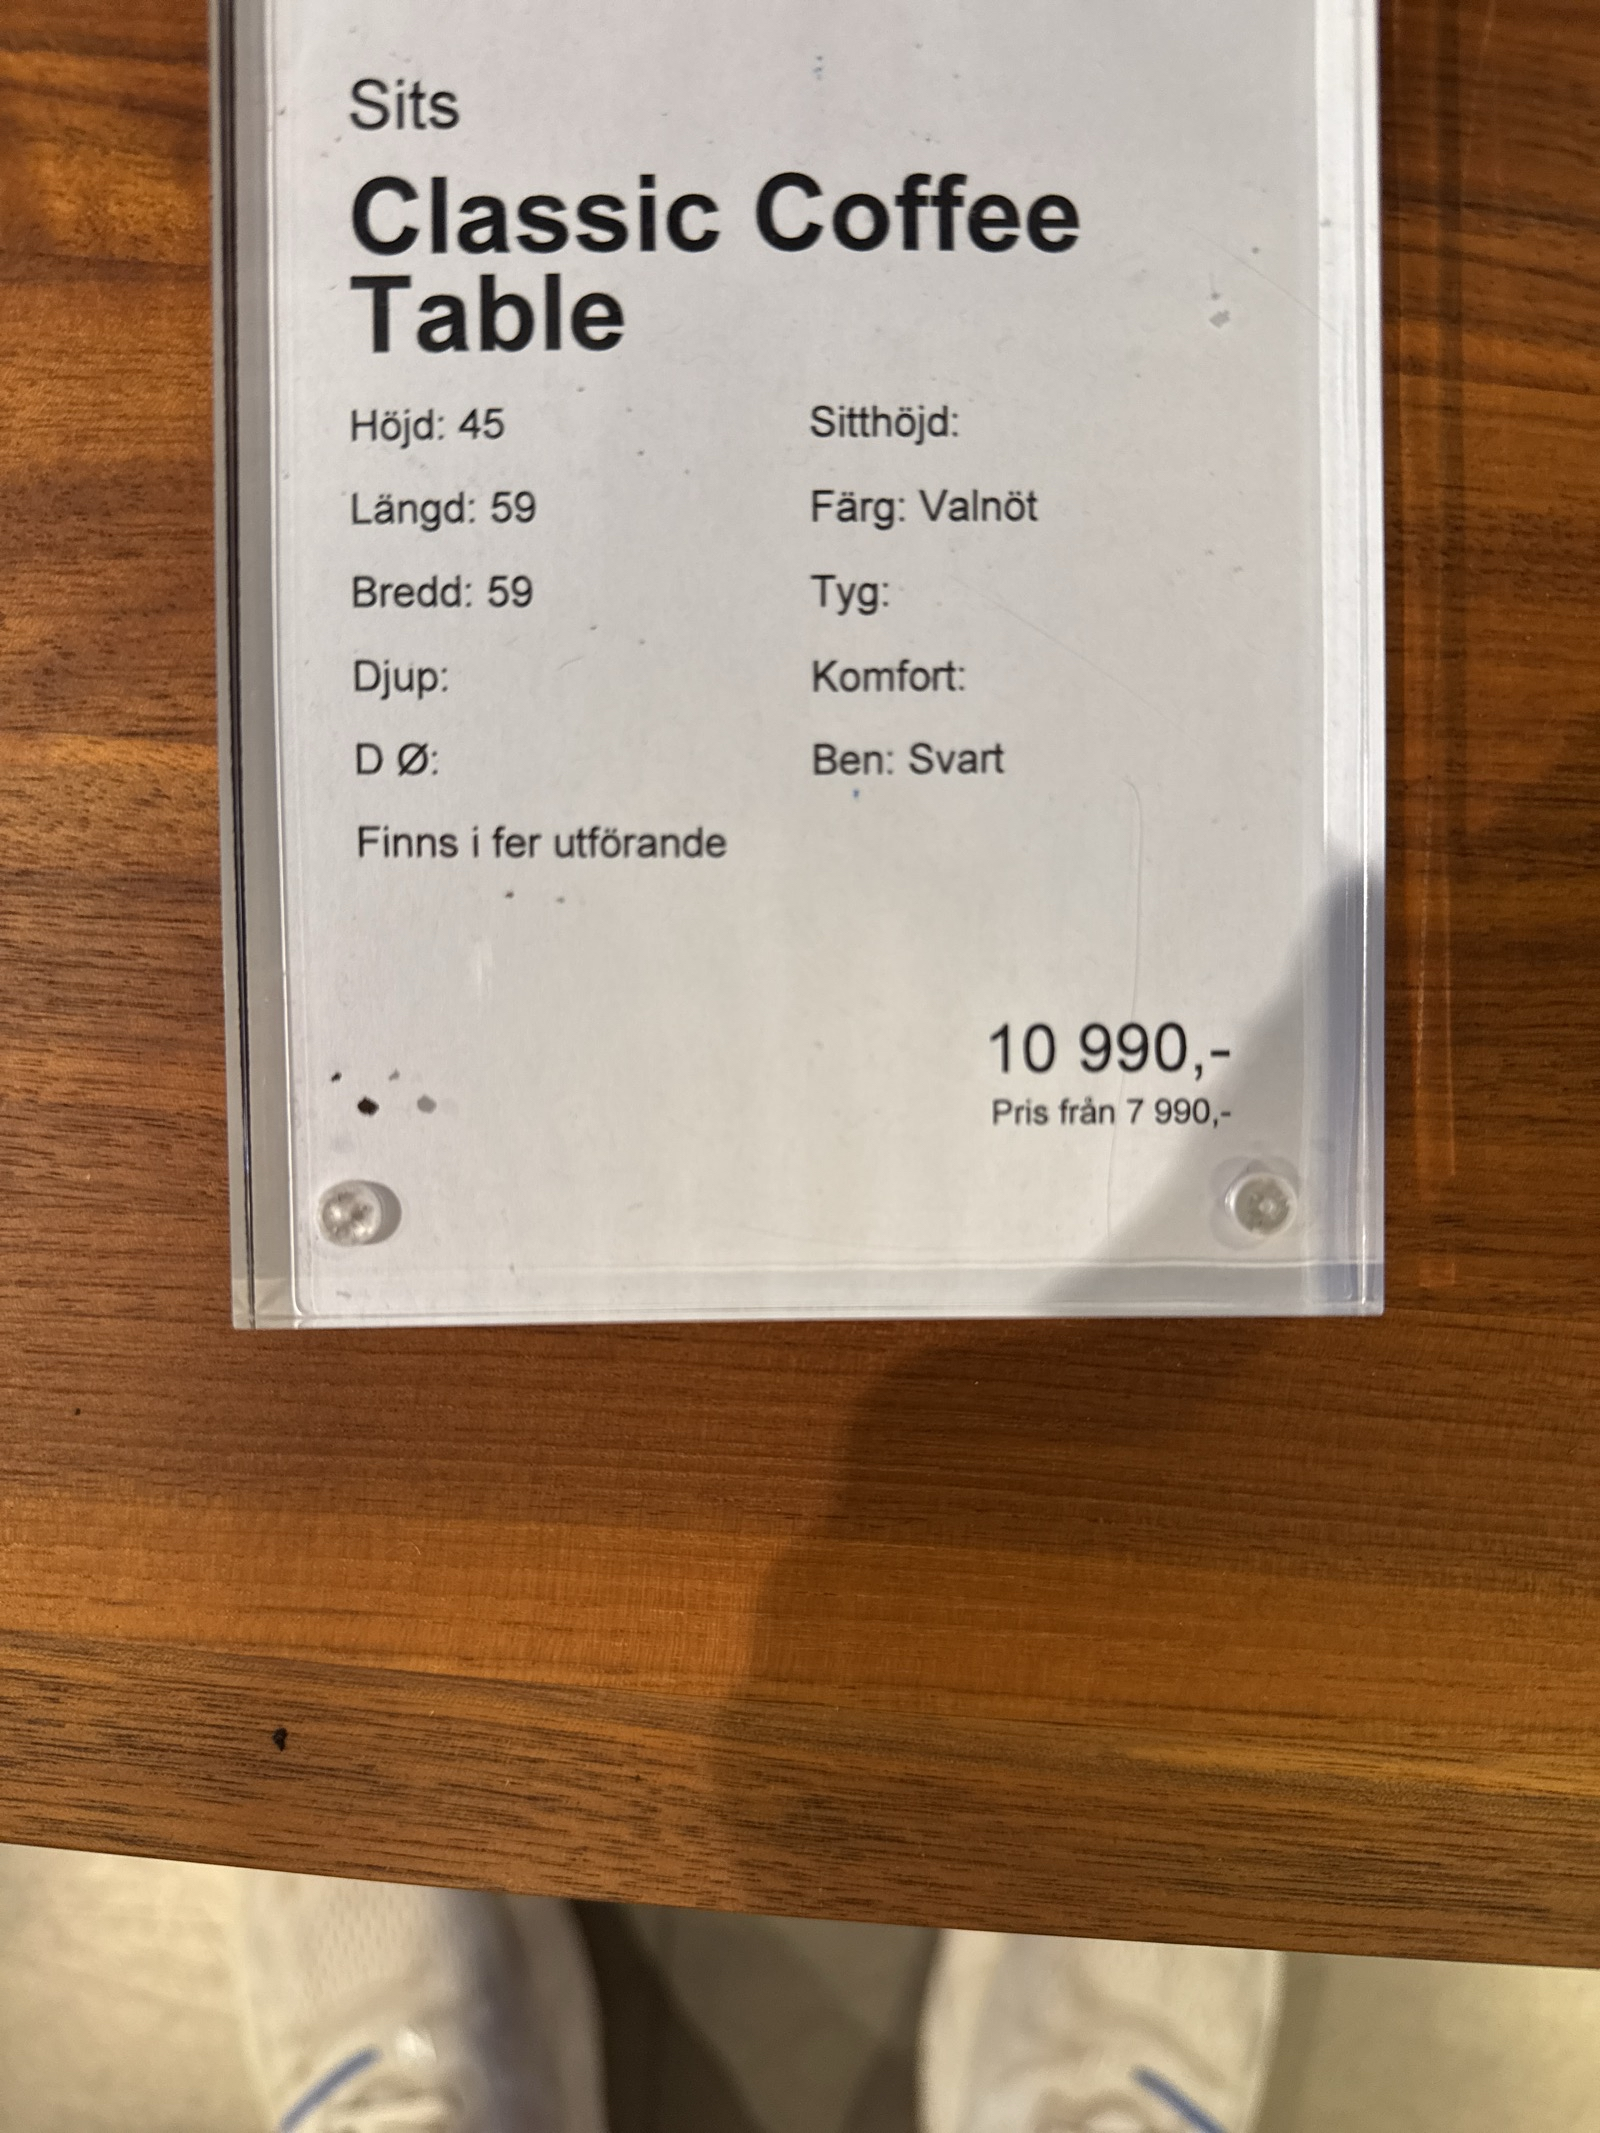 Sits
Classic Coffee
Table
Höjd: 45
Sitthöjd:
Längd: 59
Färg: Valnöt
Bredd: 59
Tyg:
Djup:
Komfort:
D Ø:
Ben: Svart
Finns i fer utförande
10 990,-
Pris från 7 990,-